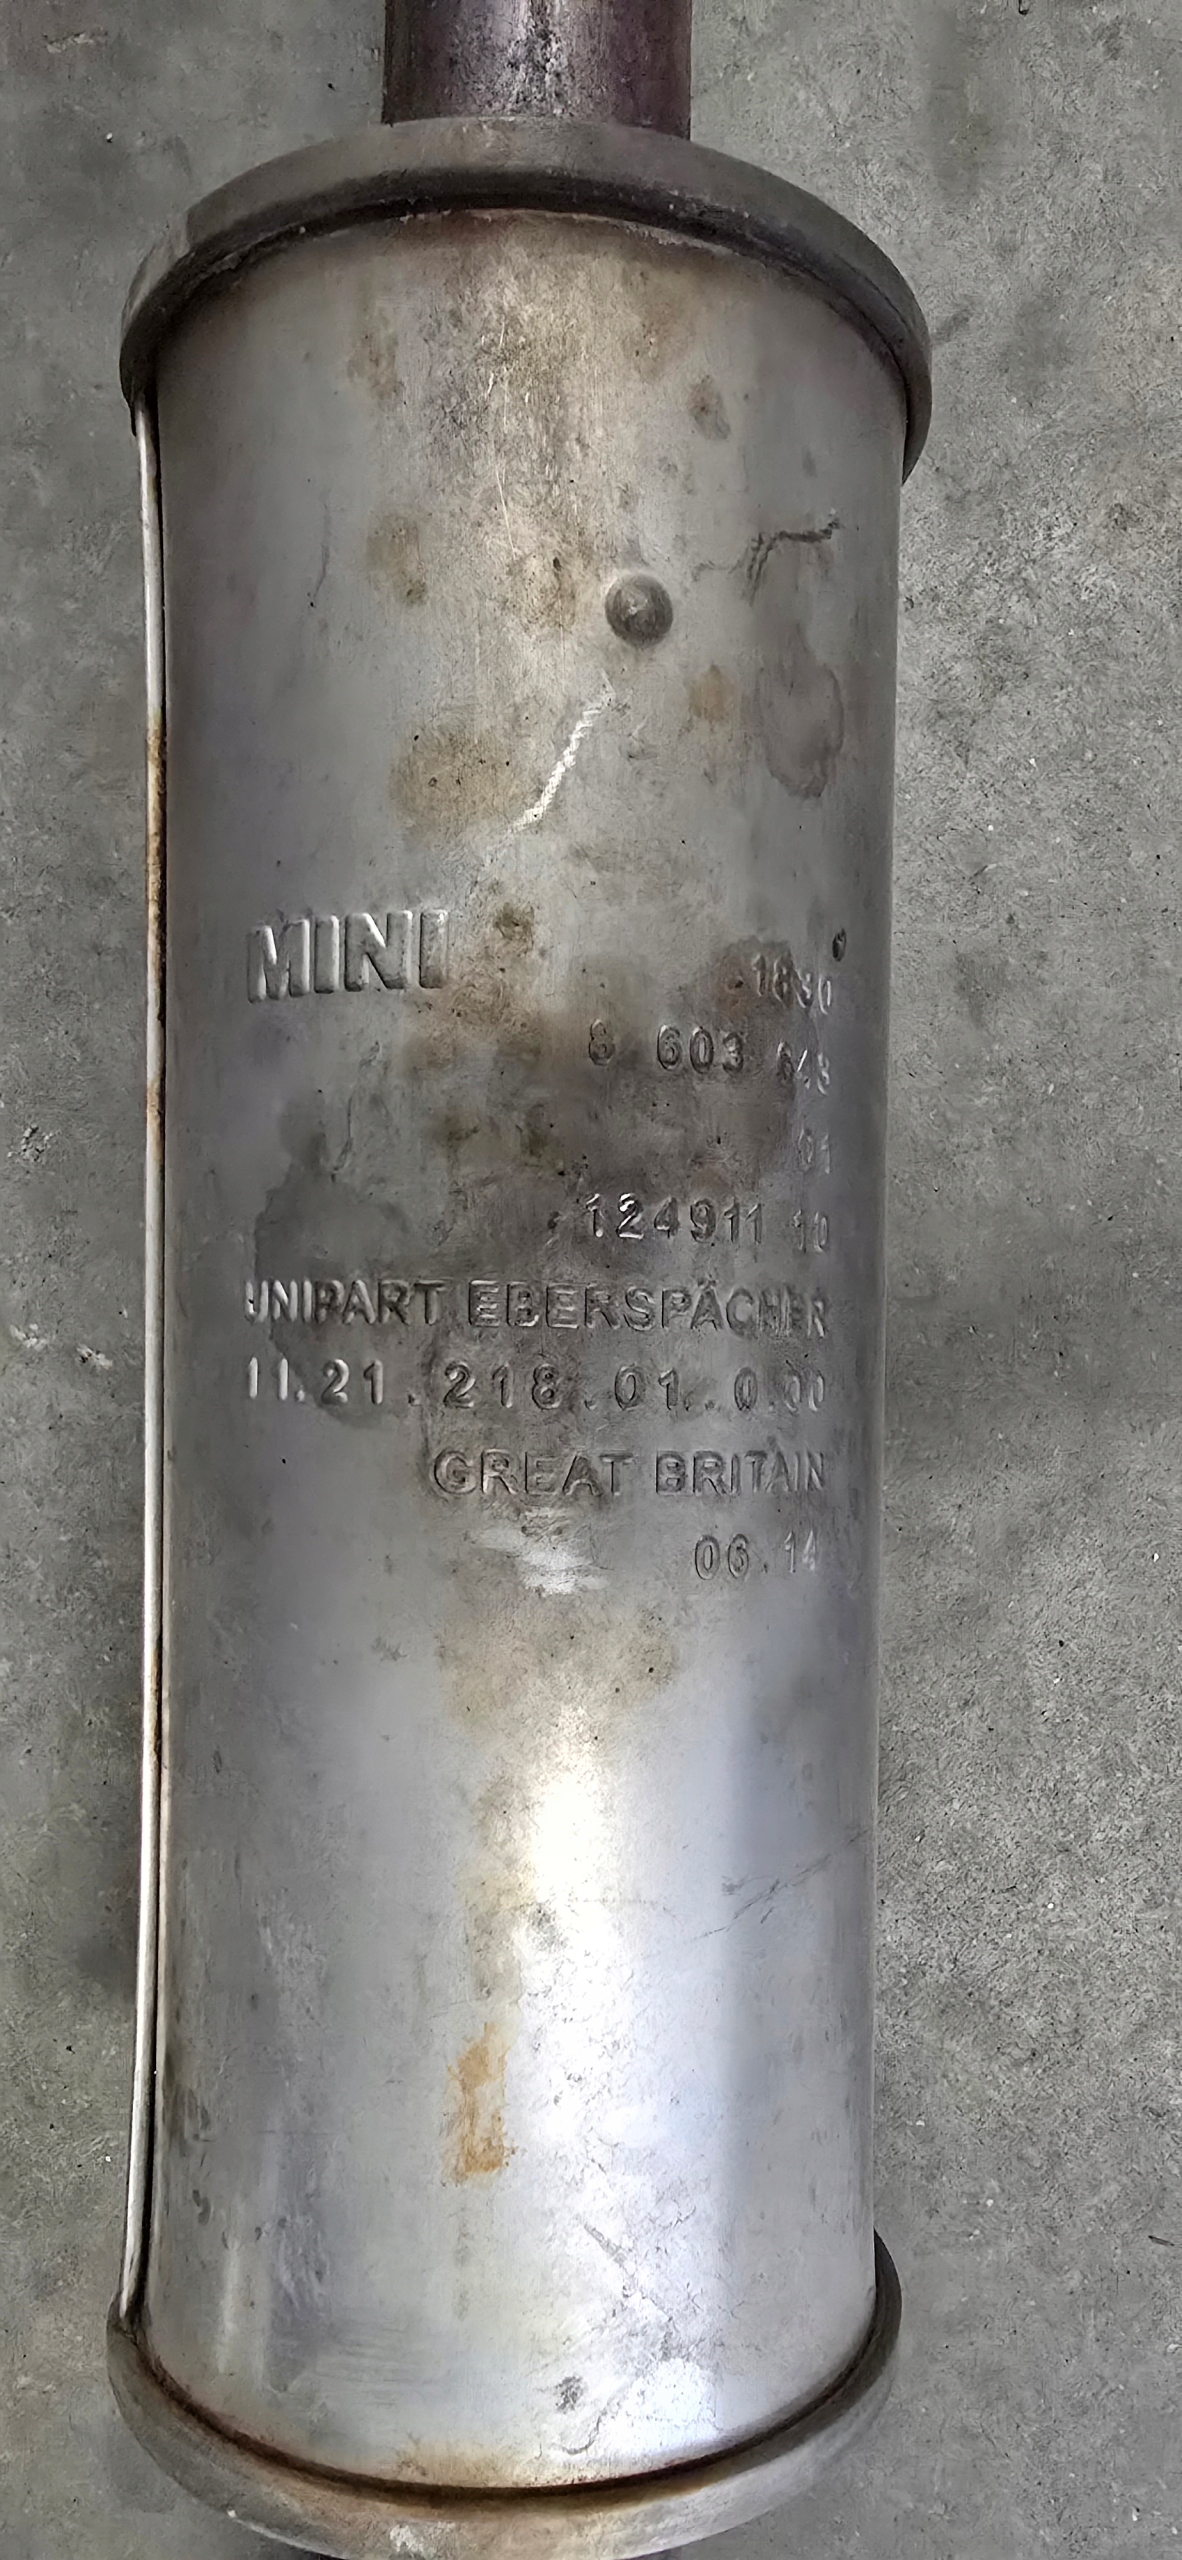 MINI
1830
8 603 643
01
124911 10
UNIPART EBERSPÄCHER
11.21.218.01..0.00
GREAT BRITAIN
06.14